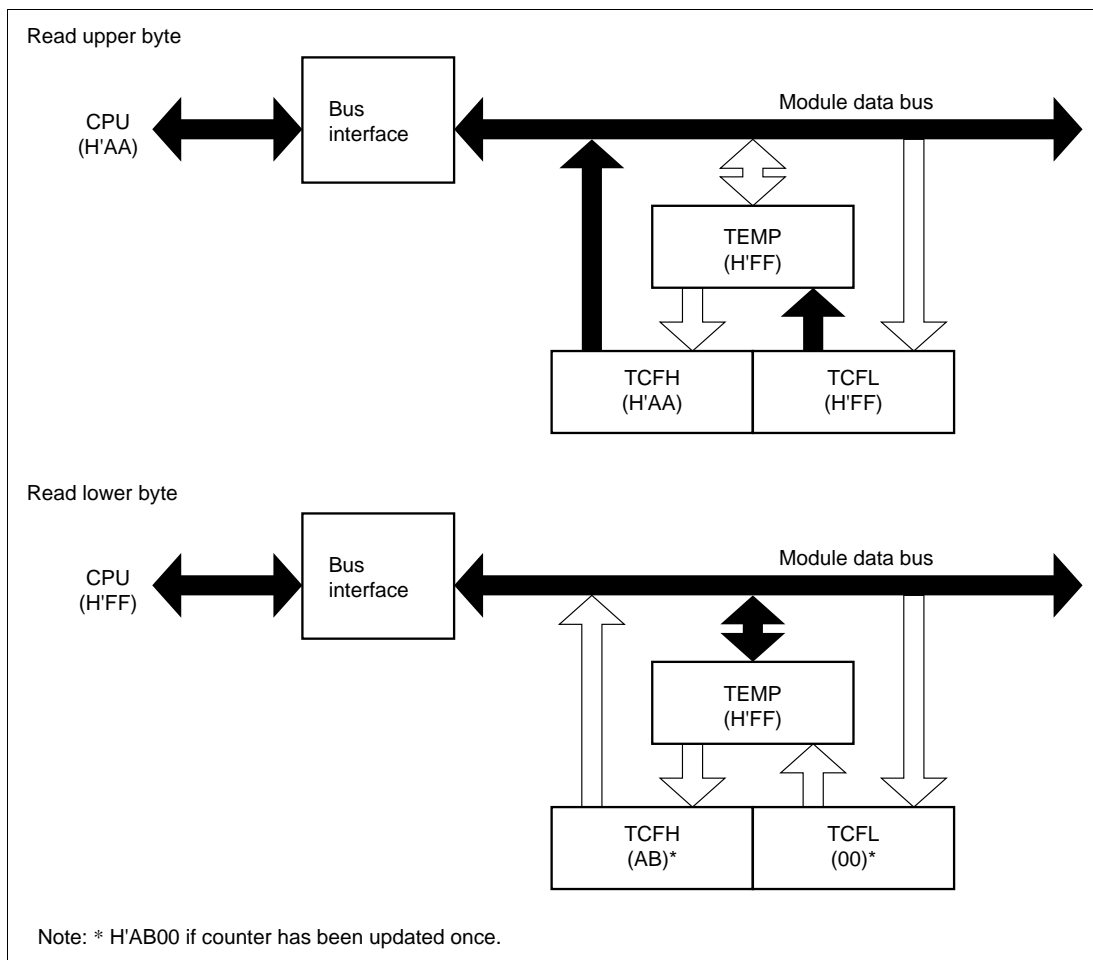 Read upper byte
CPU
(H'AA)
Bus
interface
Module data bus
TEMP
(H'FF)
TCFH
(H'AA)
TCFL
(H'FF)
Read lower byte
CPU
(H'FF)
Bus
interface
Module data bus
TEMP
(H'FF)
TCFH
(AB)*
TCFL
(00)*
Note: * H'AB00 if counter has been updated once.